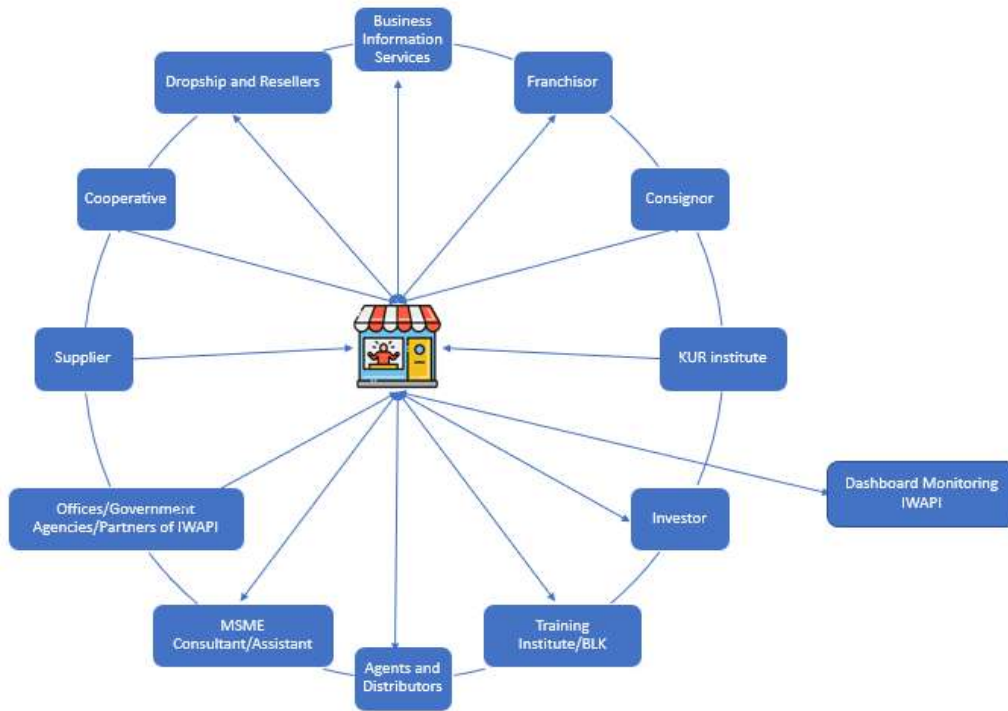 Business
Information
Services
Dropship and Resellers
Franchisor
Cooperative
Consignor
Supplier
KUR institute
Offices/Government
Agencies/Partners of IWAPI
Investor
Dashboard Monitoring
IWAPI
MSME
Consultant/Assistant
Training
Institute/BLK
Agents and
Distributors